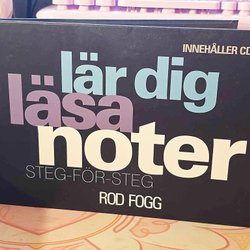 INNEHÅLLER CD
lär dig
läsa
noter
STEG-FÖR-STEG
ROD FOGG